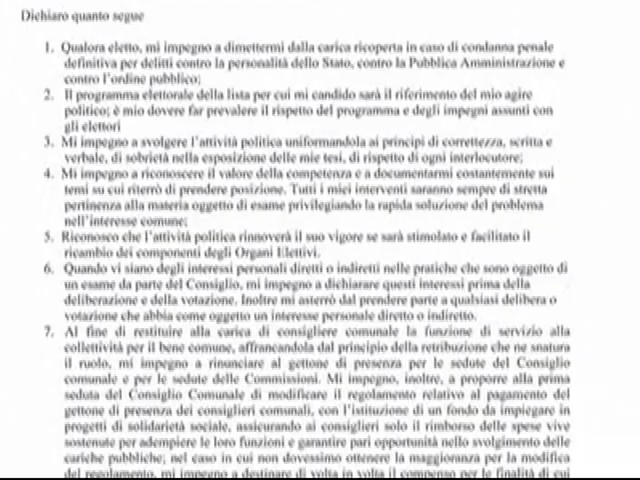 Dichiaro quanto segue
1. Qualora eletto, mi impegno a dimettermi dalla carica ricoperta in caso di condanna penale
definitiva per delitti contro la personalità dello Stato, contro la Pubblica Amministrazione e
contro l'ordine pubblico;
2. Il programma elettorale della lista per cui mi candido sarà il riferimento del mio agire
politico; è mio dovere far prevalere il rispetto del programma e degli impegni assunti con
gli elettori
3. Mi impegno a svolgere l'attività politica uniformandola ai principi di correttezza, scritta e
verbale, di sobrietà nella esposizione delle mie tesi, di rispetto di ogni interlocutore;
4. Mi impegno a riconoscere il valore della competenza e a documentarmi costantemente sui
temi su cui riterrò di prendere posizione. Tutti i miei interventi saranno sempre di stretta
pertinenza alla materia oggetto di esame privilegiando la rapida soluzione del problema
nell'interesse comune;
5. Riconosco che l'attività politica rinnoverà il suo vigore se sarà stimolato e facilitato il
ricambio dei componenti degli Organi Elettivi.
6. Quando vi siano degli interessi personali diretti o indiretti nelle pratiche che sono oggetto di
un esame da parte del Consiglio, mi impegno a dichiarare questi interessi prima della
deliberazione e della votazione. Inoltre mi asterrò dal prendere parte a qualsiasi delibera o
votazione che abbia come oggetto un interesse personale diretto o indiretto.
7. Al fine di restituire alla carica di consigliere comunale la funzione di servizio alla
collettività per il bene comune, affrancandola dal principio della retribuzione che ne snatura
il ruolo, mi impegno a rinunciare al gettone di presenza per le sedute del Consiglio
comunale e per le sedute delle Commissioni. Mi impegno, inoltre, a proporre alla prima
seduta del Consiglio Comunale di modificare il regolamento relativo al pagamento del
gettone di presenza dei consiglieri comunali, con l'istituzione di un fondo da impiegare in
progetti di solidarietà sociale, assicurando ai consiglieri solo il rimborso delle spese vive
sostenute per adempiere le loro funzioni e garantire pari opportunità nello svolgimento delle
cariche pubbliche; nel caso in cui non dovessimo ottenere la maggioranza per la modifica
del regolamento, mi impegno a destinare di volta in volta il compenso per le finalità di cui